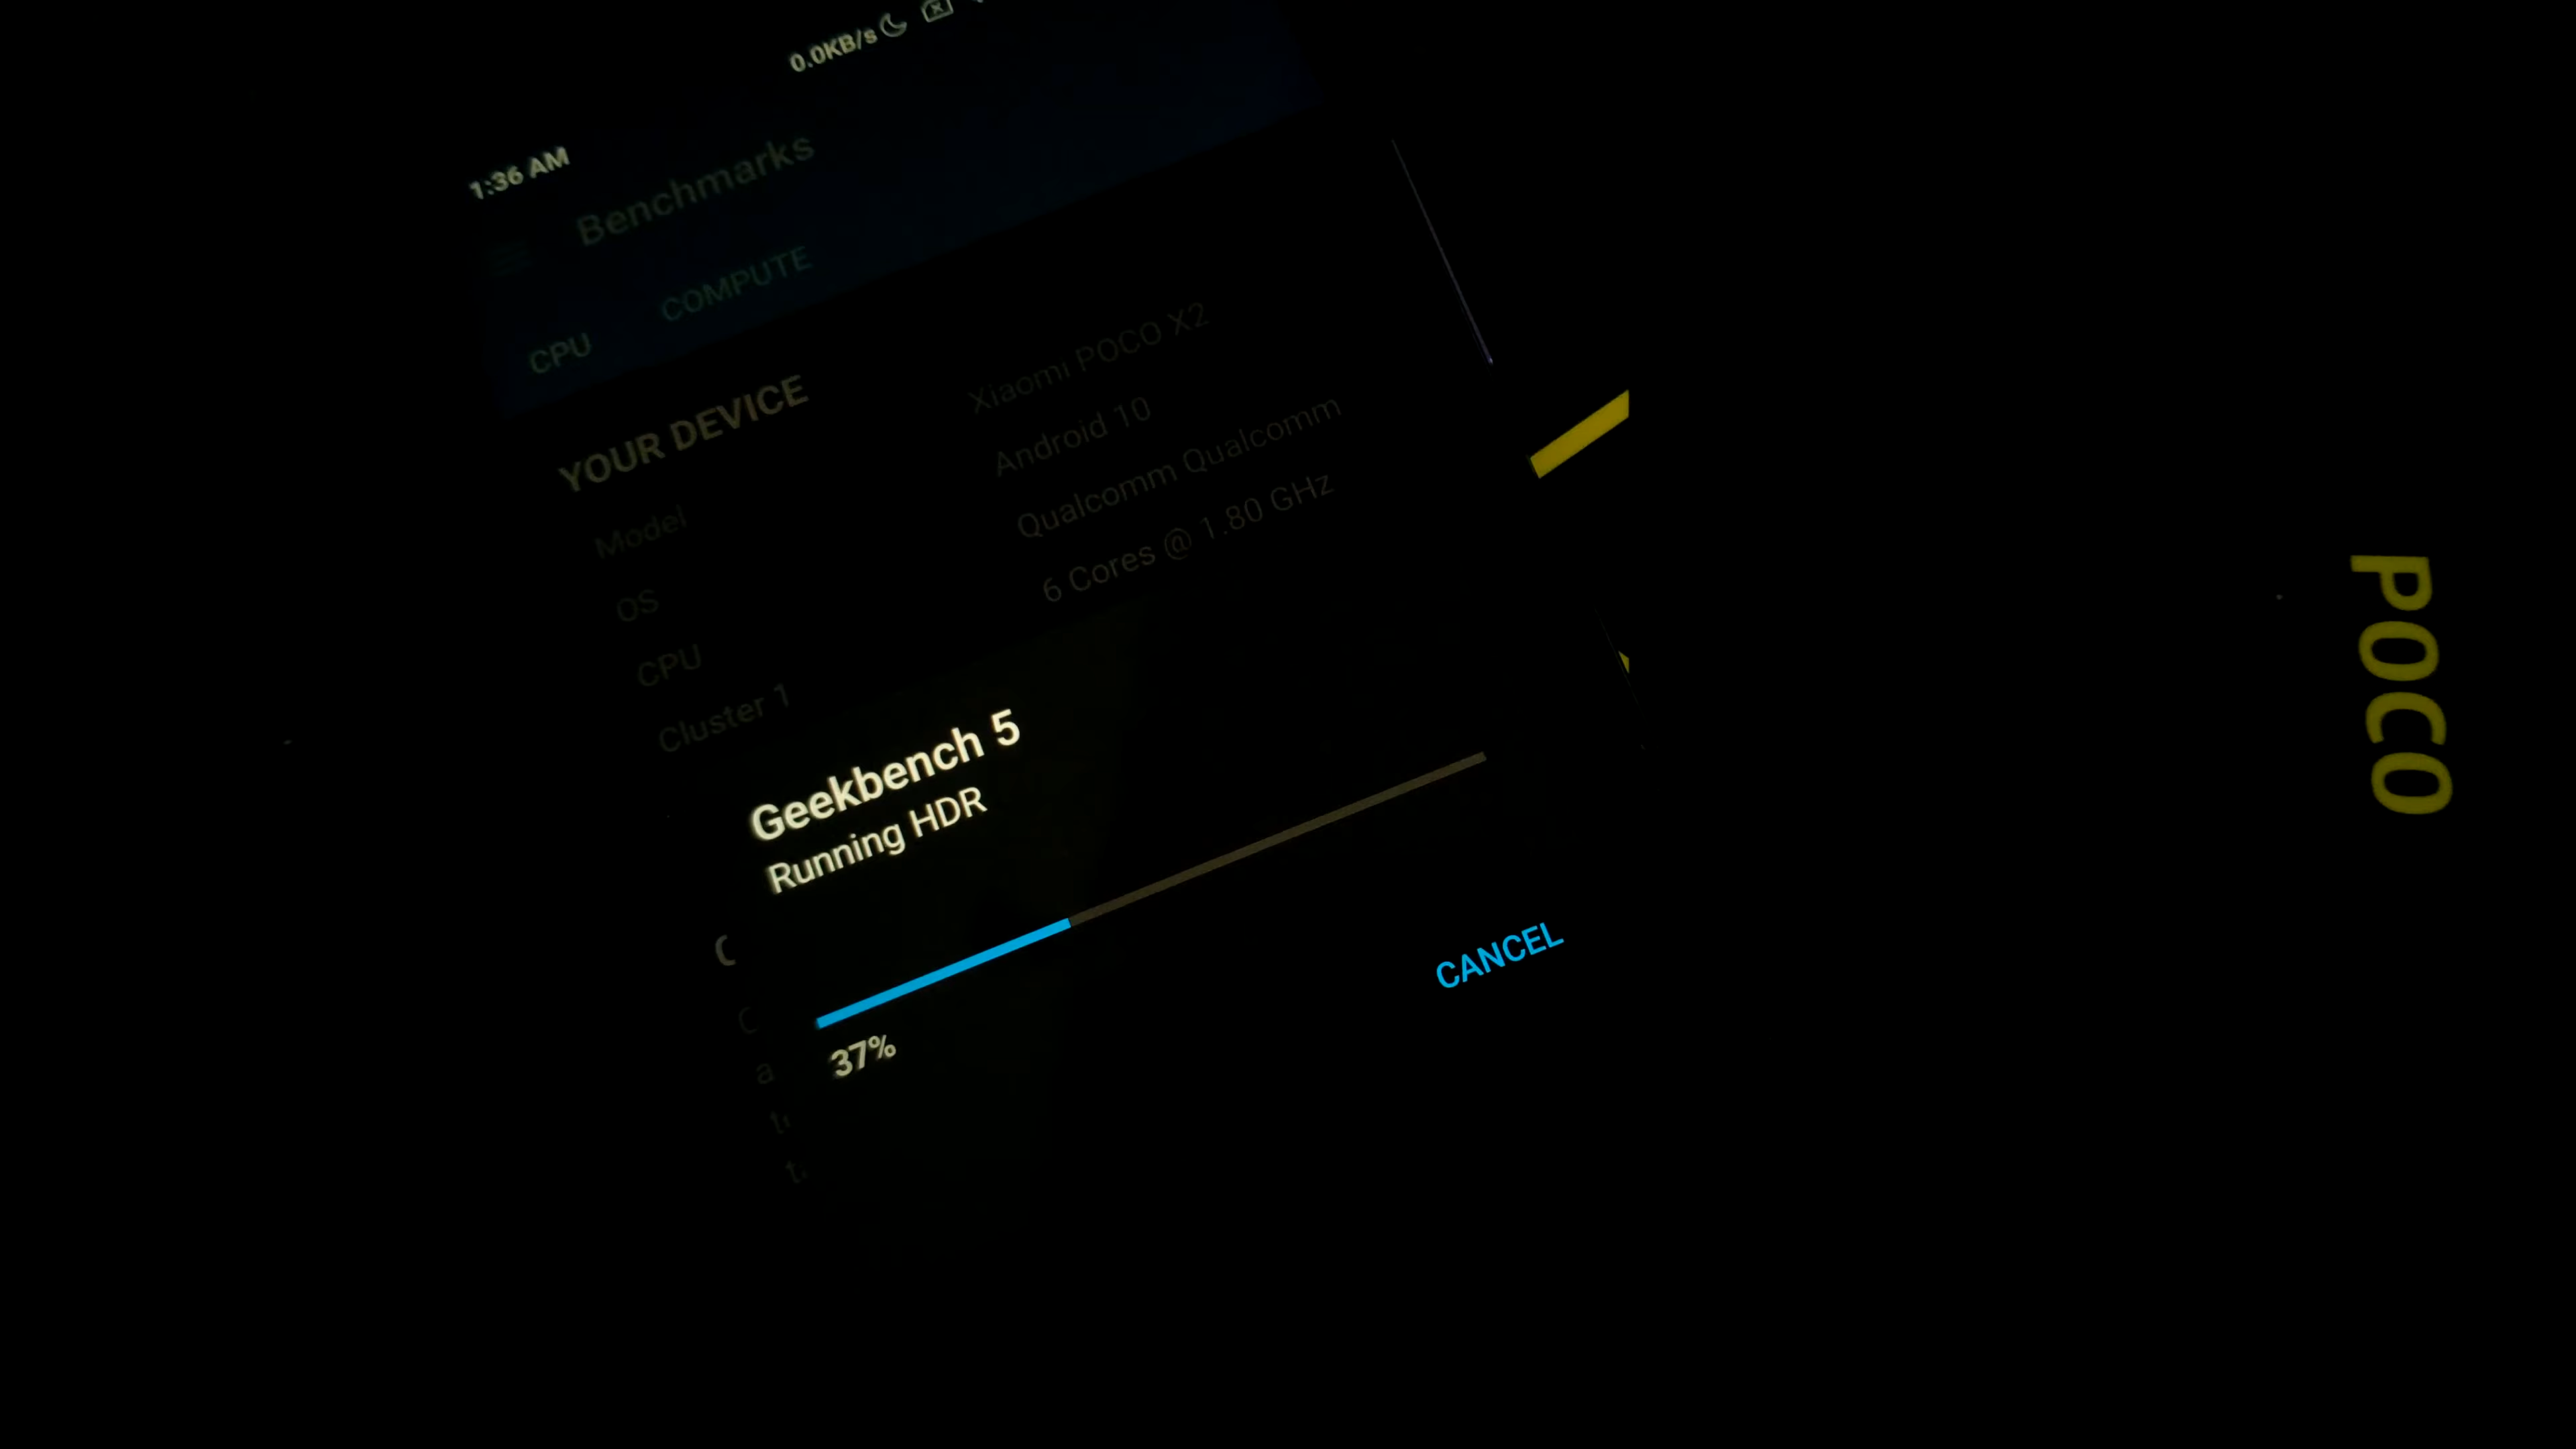 1:36 AM
0.0KB/s
Benchmarks
CPU
COMPUTE
YOUR DEVICE
Model
Xiaomi POCO X2
OS
Android 10
CPU
Qualcomm Qualcomm
Cluster 1
6 Cores @ 1.80 GHz
Geekbench 5
Running HDR
37%
CANCEL
POCO